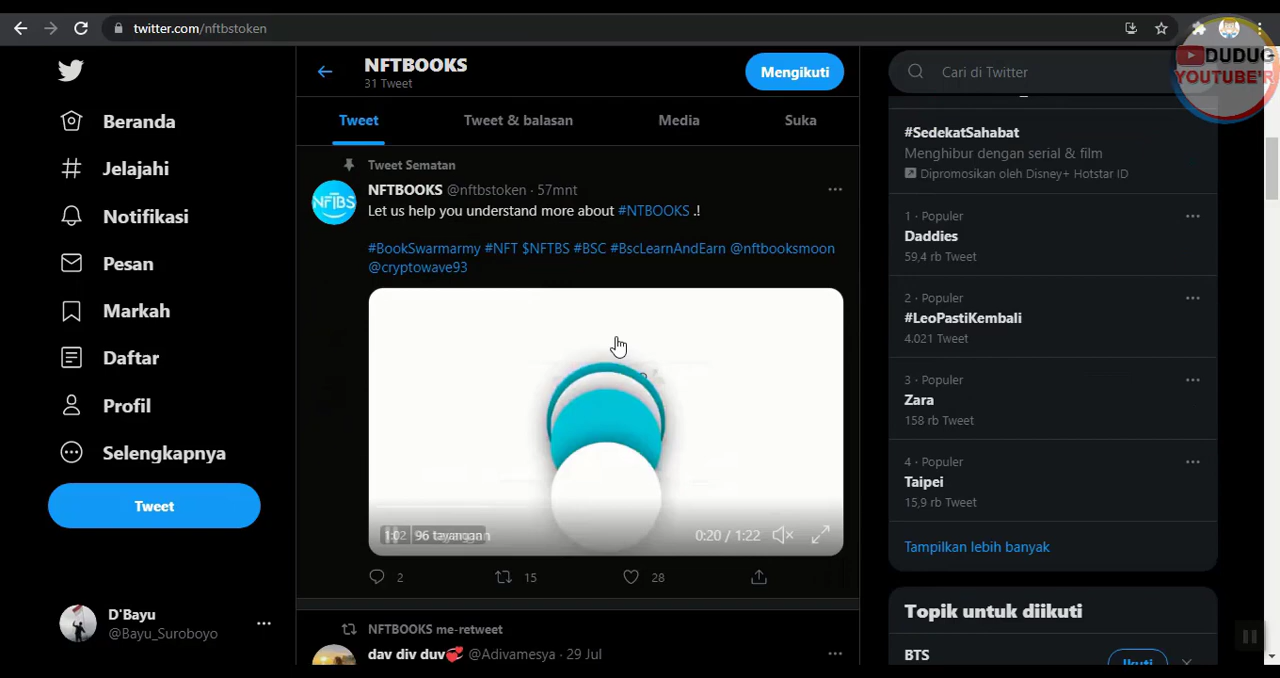 twitter.com/nftbstoken
DUDUG
YOUTUBE'R
Beranda
Jelajahi
Notifikasi
Pesan
Markah
Daftar
Profil
Selengkapnya
Tweet
D'Bayu
@Bayu_Suroboyo
NFTBOOKS
31 Tweet
Mengikuti
Tweet
Tweet & balasan
Media
Suka
Tweet Sematan
NFTBOOKS @nftbstoken · 57mnt
Let us help you understand more about #NTBOOKS .!
#BookSwarmarmy #NFT $NFTBS #BSC #BscLearnAndEarn @nftbooksmoon
@cryptowave93
NFTBS
1:02 96 tayangan
0:20 / 1:22
2
15
28
NFTBOOKS me-retweet
dav div duv💞 @Adivamesya · 29 Jul
Cari di Twitter
#SedekatSahabat
Menghibur dengan serial & film
Dipromosikan oleh Disney+ Hotstar ID
1 · Populer
Daddies
59,4 rb Tweet
2 · Populer
#LeoPastiKembali
4.021 Tweet
3 · Populer
Zara
158 rb Tweet
4 · Populer
Taipei
15,9 rb Tweet
Tampilkan lebih banyak
Topik untuk diikuti
BTS
Ikuti